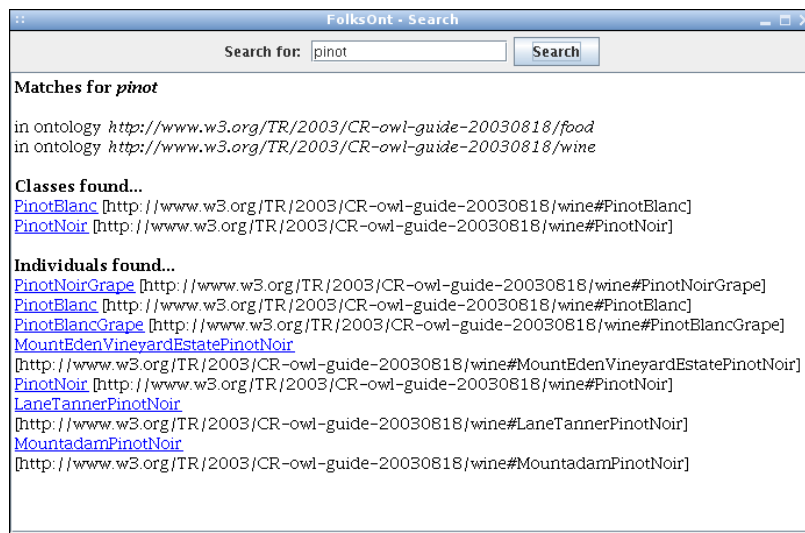 FolksOnt - Search
Search for: pinot Search
Matches for pinot
in ontology http://www.w3.org/TR/2003/CR-owl-guide-20030818/food
in ontology http://www.w3.org/TR/2003/CR-owl-guide-20030818/wine
Classes found...
PinotBlanc [http://www.w3.org/TR/2003/CR-owl-guide-20030818/wine#PinotBlanc]
PinotNoir [http://www.w3.org/TR/2003/CR-owl-guide-20030818/wine#PinotNoir]
Individuals found...
PinotNoirGrape [http://www.w3.org/TR/2003/CR-owl-guide-20030818/wine#PinotNoirGrape]
PinotBlanc [http://www.w3.org/TR/2003/CR-owl-guide-20030818/wine#PinotBlanc]
PinotBlancGrape [http://www.w3.org/TR/2003/CR-owl-guide-20030818/wine#PinotBlancGrape]
MountEdenVineyardEstatePinotNoir
[http://www.w3.org/TR/2003/CR-owl-guide-20030818/wine#MountEdenVineyardEstatePinotNoir]
PinotNoir [http://www.w3.org/TR/2003/CR-owl-guide-20030818/wine#PinotNoir]
LaneTannerPinotNoir
[http://www.w3.org/TR/2003/CR-owl-guide-20030818/wine#LaneTannerPinotNoir]
MountadamPinotNoir
[http://www.w3.org/TR/2003/CR-owl-guide-20030818/wine#MountadamPinotNoir]